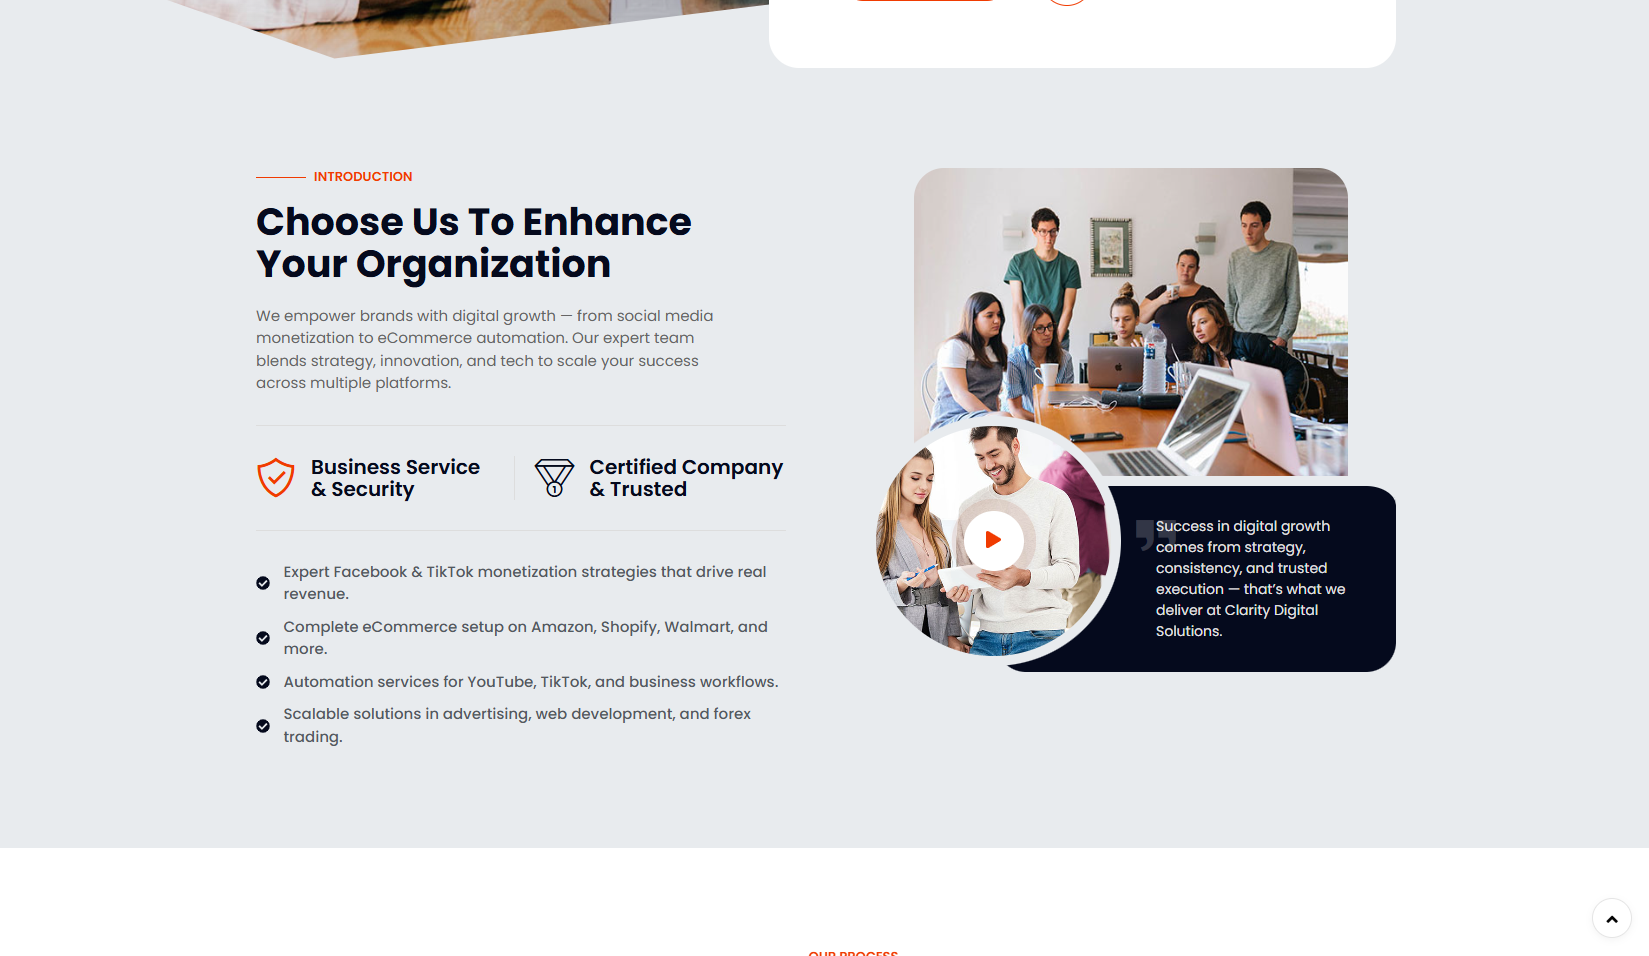 INTRODUCTION
Choose Us To Enhance
Your Organization
We empower brands with digital growth — from social media
monetization to eCommerce automation. Our expert team
blends strategy, innovation, and tech to scale your success
across multiple platforms.
Business Service
& Security
1
Certified Company
& Trusted
Expert Facebook & TikTok monetization strategies that drive real
revenue.
Complete eCommerce setup on Amazon, Shopify, Walmart, and
more.
Automation services for YouTube, TikTok, and business workflows.
Scalable solutions in advertising, web development, and forex
trading.
Success in digital growth
comes from strategy,
consistency, and trusted
execution — that's what we
deliver at Clarity Digital
Solutions.
OUR PROCESS